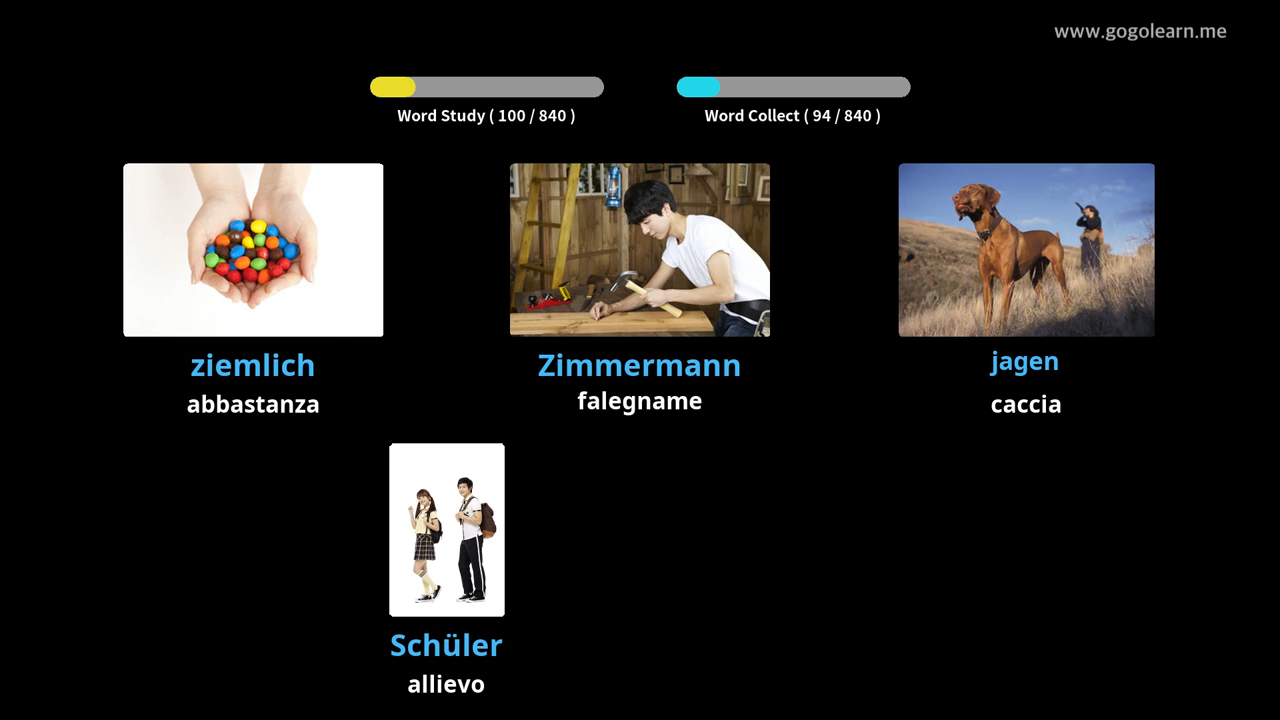 www.gogolearn.me
Word Study ( 100 / 840 )
Word Collect ( 94 / 840 )
ziemlich
abbastanza
Zimmermann
falegname
jagen
caccia
Schüler
allievo